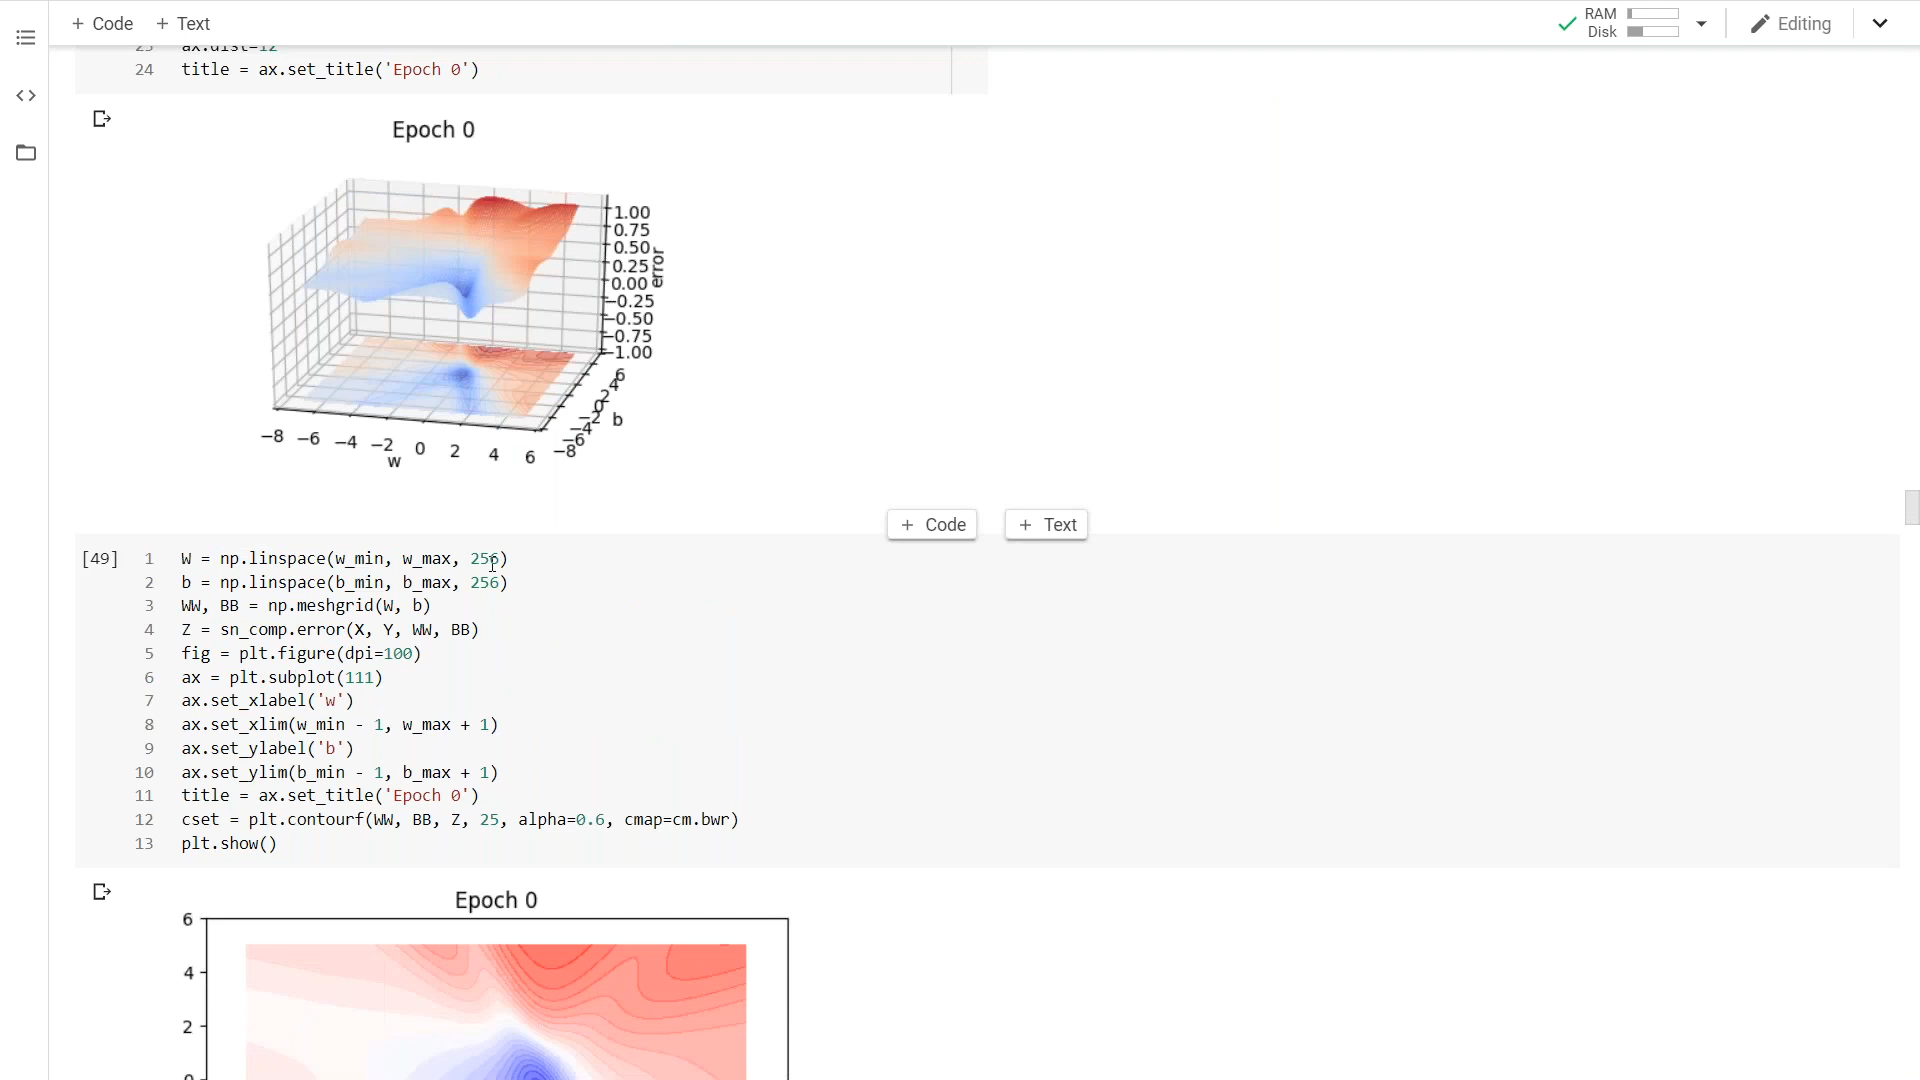 + Code + Text
RAM
Disk
Editing
23 ax.dist=12
24 title = ax.set_title('Epoch 0')
Epoch 0
1.00
0.75
0.50
0.25
0.00
−0.25
−0.50
−0.75
−1.00
error
6
4
2
0
−2
−4
−6
−8
b
−8 −6 −4 −2 0 2 4 6
w
+ Code + Text
[49] 1 W = np.linspace(w_min, w_max, 256)
2 b = np.linspace(b_min, b_max, 256)
3 WW, BB = np.meshgrid(W, b)
4 Z = sn_comp.error(X, Y, WW, BB)
5 fig = plt.figure(dpi=100)
6 ax = plt.subplot(111)
7 ax.set_xlabel('w')
8 ax.set_xlim(w_min - 1, w_max + 1)
9 ax.set_ylabel('b')
10 ax.set_ylim(b_min - 1, b_max + 1)
11 title = ax.set_title('Epoch 0')
12 cset = plt.contourf(WW, BB, Z, 25, alpha=0.6, cmap=cm.bwr)
13 plt.show()
Epoch 0
6
4
2
0